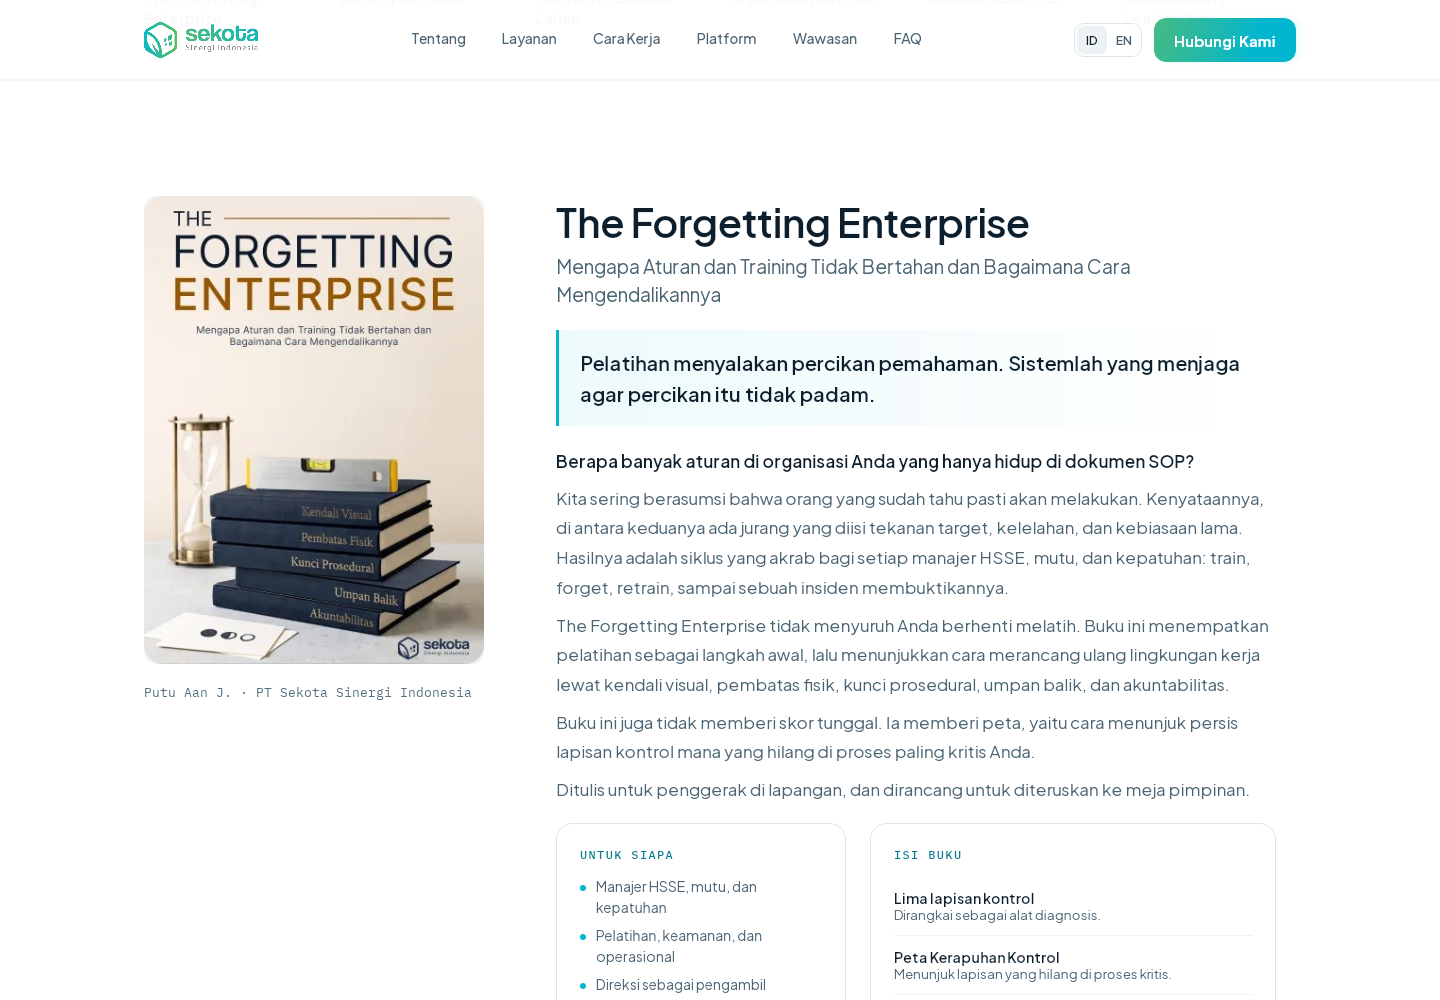 sekota
Sinergi Indonesia
Tentang
Layanan
Cara Kerja
Platform
Wawasan
FAQ
ID
EN
Hubungi Kami
THE
FORGETTING
ENTERPRISE
Mengapa Aturan dan Training Tidak Bertahan dan
Bagaimana Cara Mengendalikannya
Kendali Visual
Pembatas Fisik
Kunci Prosedural
Umpan Balik
Akuntabilitas
sekota
Sinergi Indonesia
Putu Aan J. · PT Sekota Sinergi Indonesia
The Forgetting Enterprise
Mengapa Aturan dan Training Tidak Bertahan dan Bagaimana Cara
Mengendalikannya
Pelatihan menyalakan percikan pemahaman. Sistemlah yang menjaga
agar percikan itu tidak padam.
Berapa banyak aturan di organisasi Anda yang hanya hidup di dokumen SOP?
Kita sering berasumsi bahwa orang yang sudah tahu pasti akan melakukan. Kenyataannya,
di antara keduanya ada jurang yang diisi tekanan target, kelelahan, dan kebiasaan lama.
Hasilnya adalah siklus yang akrab bagi setiap manajer HSSE, mutu, dan kepatuhan: train,
forget, retrain, sampai sebuah insiden membuktikannya.
The Forgetting Enterprise tidak menyuruh Anda berhenti melatih. Buku ini menempatkan
pelatihan sebagai langkah awal, lalu menunjukkan cara merancang ulang lingkungan kerja
lewat kendali visual, pembatas fisik, kunci prosedural, umpan balik, dan akuntabilitas.
Buku ini juga tidak memberi skor tunggal. Ia memberi peta, yaitu cara menunjuk persis
lapisan kontrol mana yang hilang di proses paling kritis Anda.
Ditulis untuk penggerak di lapangan, dan dirancang untuk diteruskan ke meja pimpinan.
UNTUK SIAPA
Manajer HSSE, mutu, dan
kepatuhan
Pelatihan, keamanan, dan
operasional
Direksi sebagai pengambil
ISI BUKU
Lima lapisan kontrol
Dirangkai sebagai alat diagnosis.
Peta Kerapuhan Kontrol
Menunjuk lapisan yang hilang di proses kritis.